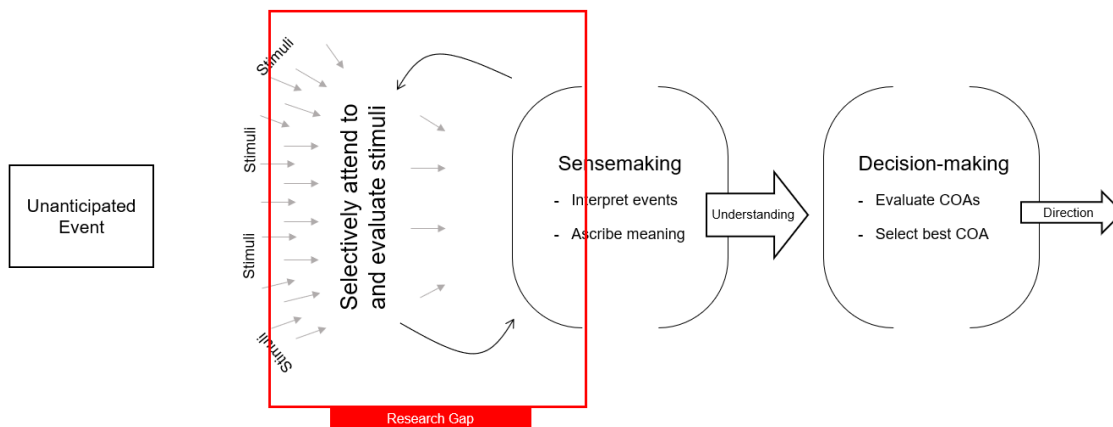 Unanticipated
Event
Stimuli
Stimuli
Stimuli
Stimuli
Selectively attend to
and evaluate stimuli
Sensemaking
- Interpret events
- Ascribe meaning
Understanding
Decision-making
- Evaluate COAs
- Select best COA
Direction
Research Gap